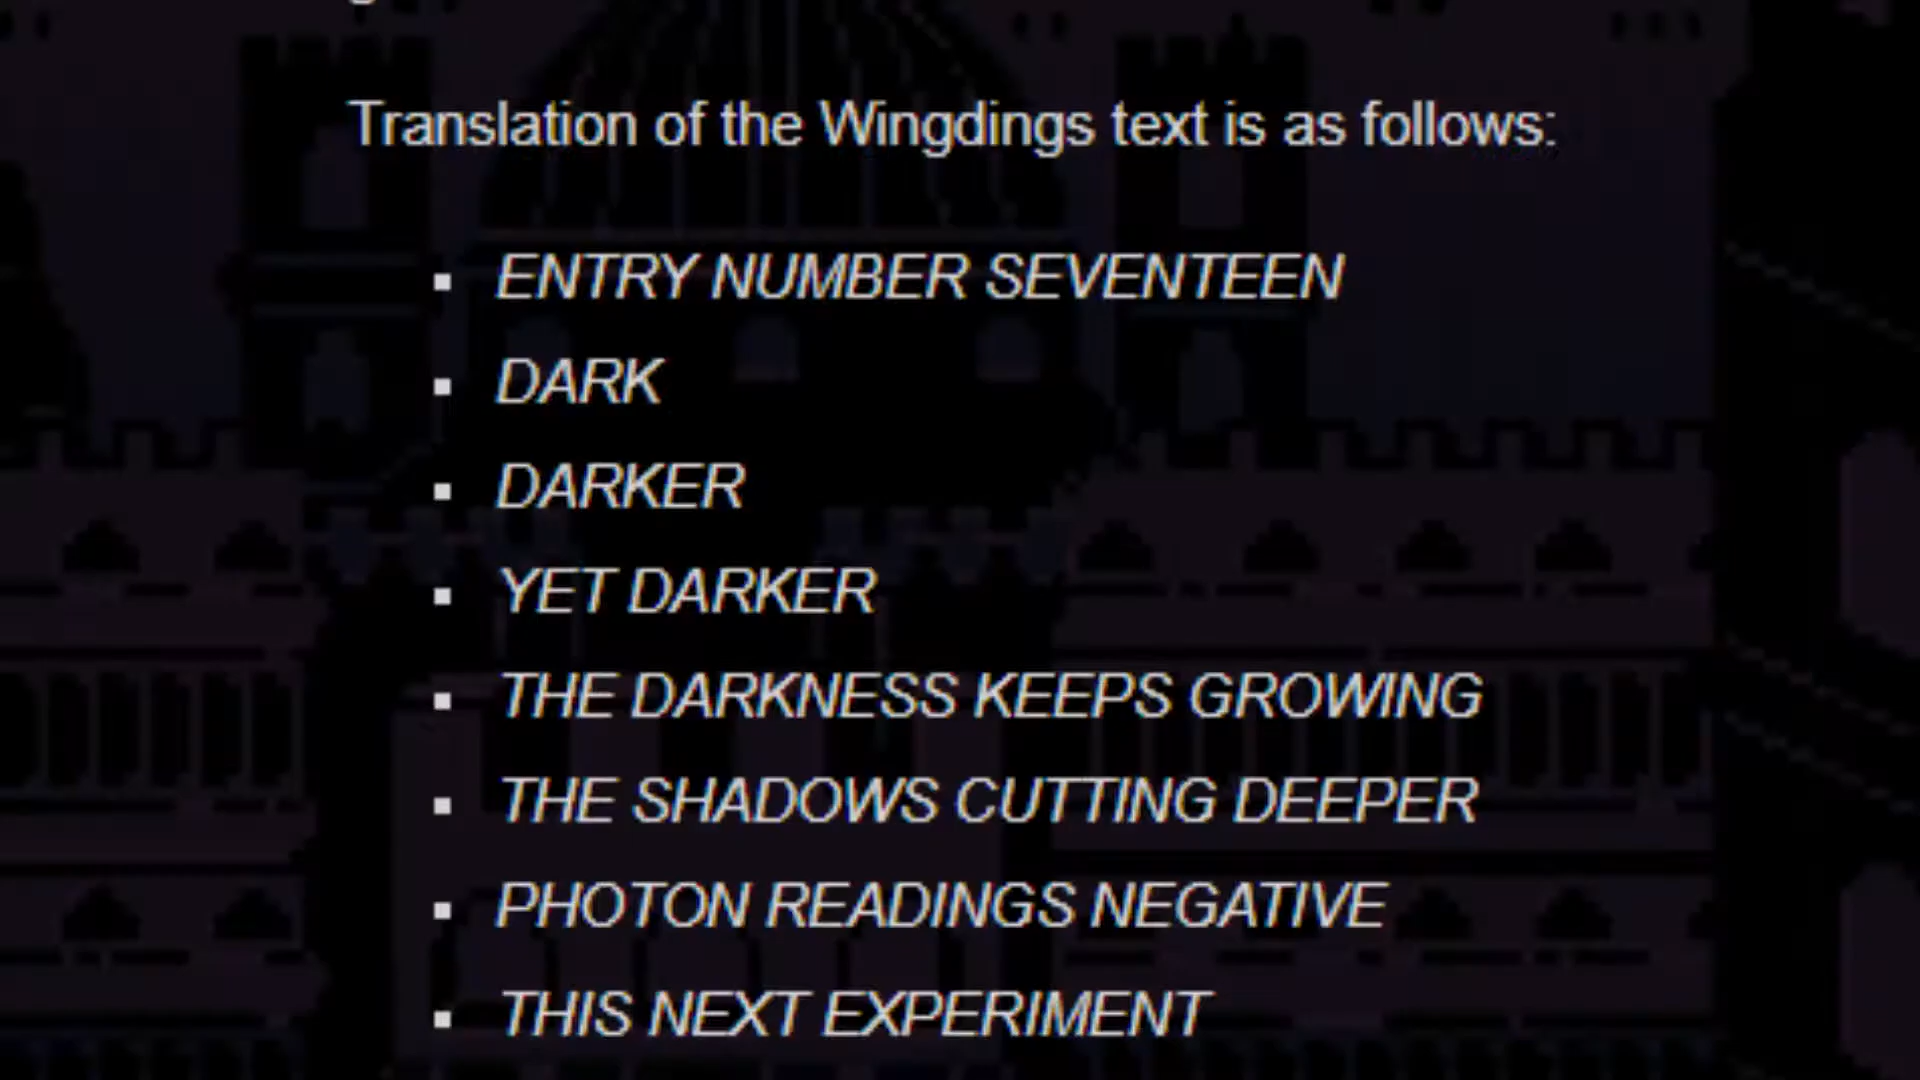 Translation of the Wingdings text is as follows:
▪ ENTRY NUMBER SEVENTEEN
▪ DARK
▪ DARKER
▪ YET DARKER
▪ THE DARKNESS KEEPS GROWING
▪ THE SHADOWS CUTTING DEEPER
▪ PHOTON READINGS NEGATIVE
▪ THIS NEXT EXPERIMENT